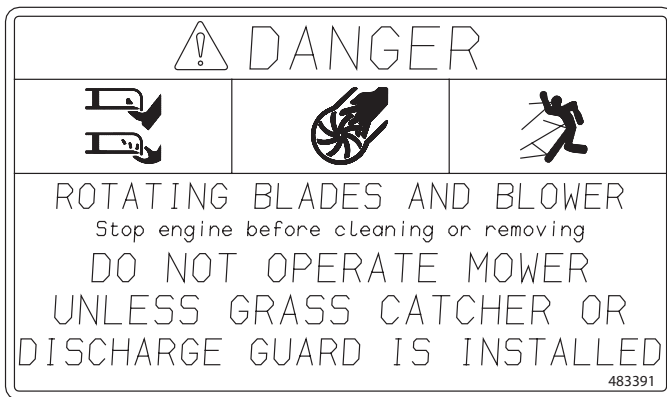 DANGER
ROTATING BLADES AND BLOWER
Stop engine before cleaning or removing
DO NOT OPERATE MOWER
UNLESS GRASS CATCHER OR
DISCHARGE GUARD IS INSTALLED
483391